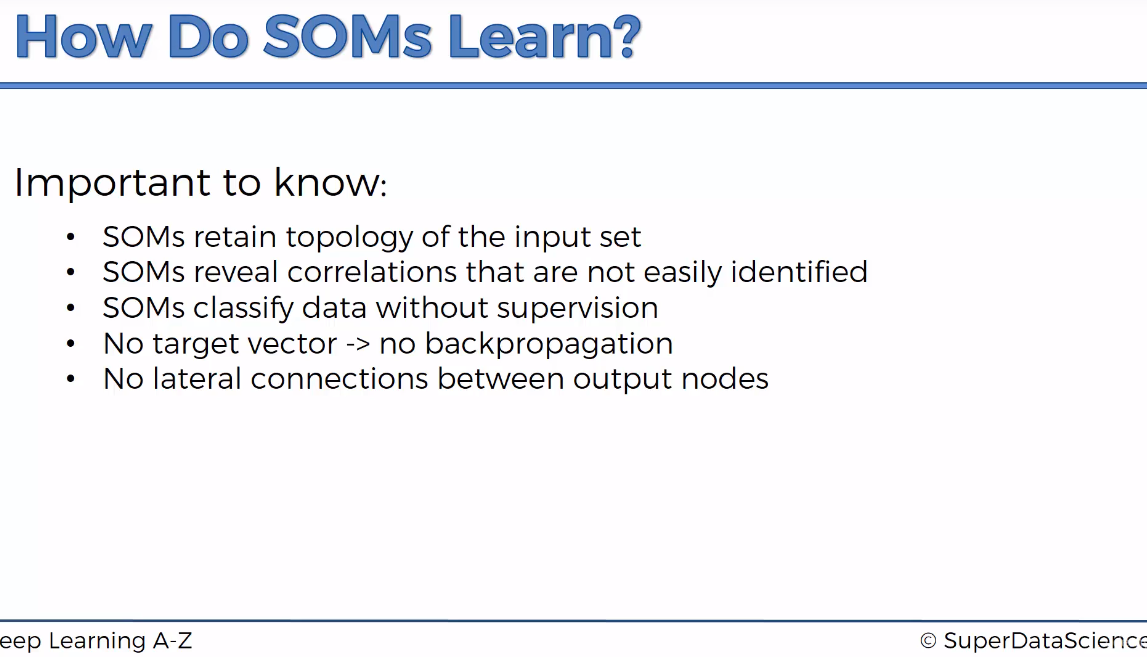 How Do SOMs Learn?
Important to know:
• SOMs retain topology of the input set
• SOMs reveal correlations that are not easily identified
• SOMs classify data without supervision
• No target vector -> no backpropagation
• No lateral connections between output nodes
eep Learning A-Z
© SuperDataScience